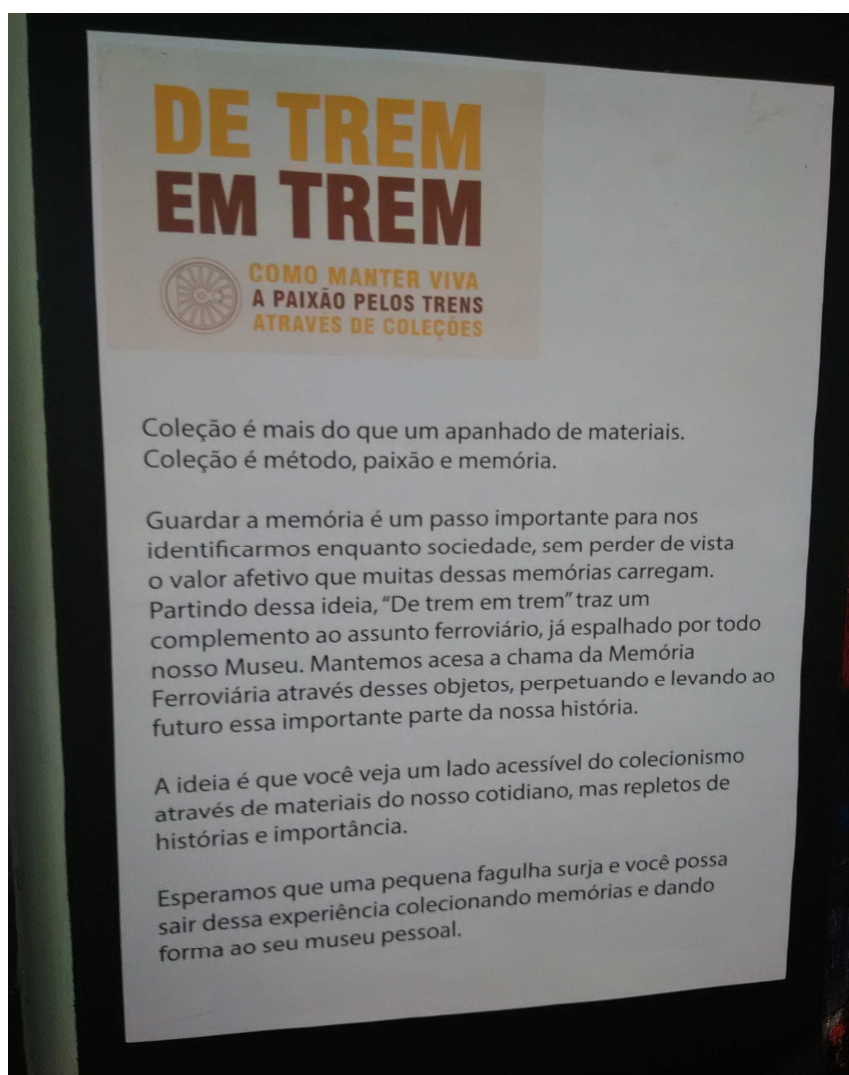 DE TREM
EM TREM
COMO MANTER VIVA
A PAIXÃO PELOS TRENS
ATRAVÉS DE COLEÇÕES
Coleção é mais do que um apanhado de materiais.
Coleção é método, paixão e memória.
Guardar a memória é um passo importante para nos
identificarmos enquanto sociedade, sem perder de vista
o valor afetivo que muitas dessas memórias carregam.
Partindo dessa ideia, “De trem em trem” traz um
complemento ao assunto ferroviário, já espalhado por todo
nosso Museu. Mantemos acesa a chama da Memória
Ferroviária através desses objetos, perpetuando e levando ao
futuro essa importante parte da nossa história.
A ideia é que você veja um lado acessível do colecionismo
através de materiais do nosso cotidiano, mas repletos de
histórias e importância.
Esperamos que uma pequena fagulha surja e você possa
sair dessa experiência colecionando memórias e dando
forma ao seu museu pessoal.